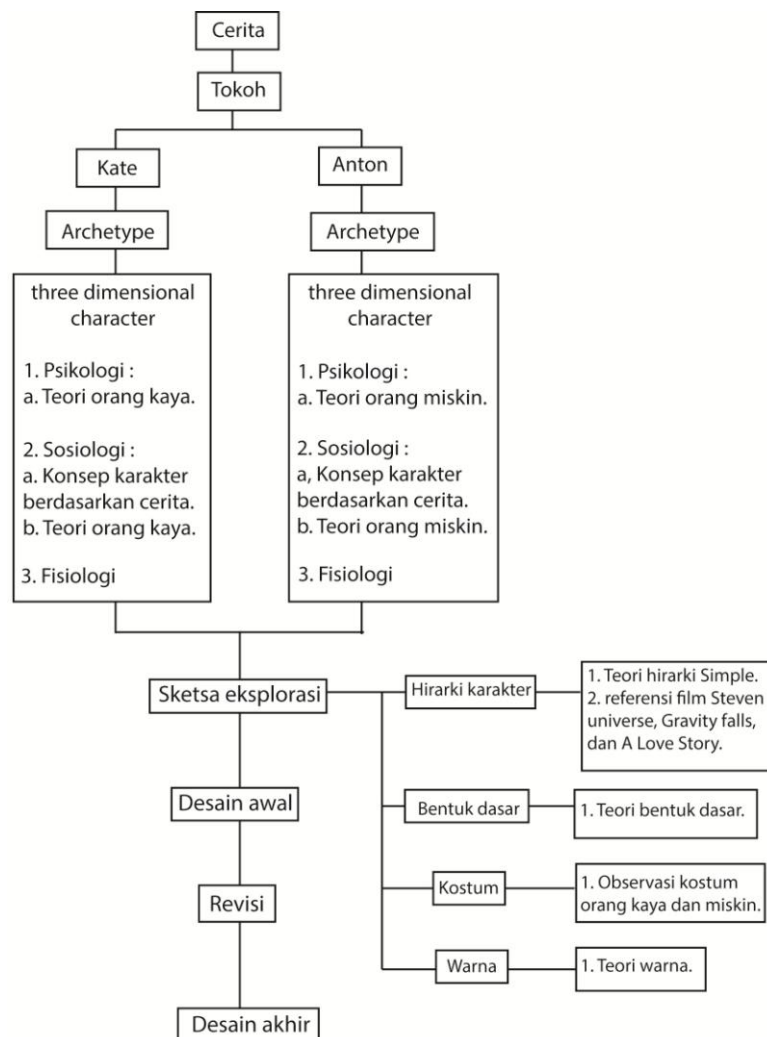 Cerita
Tokoh
Kate
Anton
Archetype
Archetype
three dimensional
character
1. Psikologi :
a. Teori orang kaya.
2. Sosiologi :
a. Konsep karakter
berdasarkan cerita.
b. Teori orang kaya.
3. Fisiologi
three dimensional
character
1. Psikologi :
a. Teori orang miskin.
2. Sosiologi :
a, Konsep karakter
berdasarkan cerita.
b. Teori orang miskin.
3. Fisiologi
Sketsa eksplorasi
Hirarki karakter
1. Teori hirarki Simple.
2. referensi film Steven
universe, Gravity falls,
dan A Love Story.
Desain awal
Bentuk dasar
1. Teori bentuk dasar.
Revisi
Kostum
1. Observasi kostum
orang kaya dan miskin.
Warna
1. Teori warna.
Desain akhir